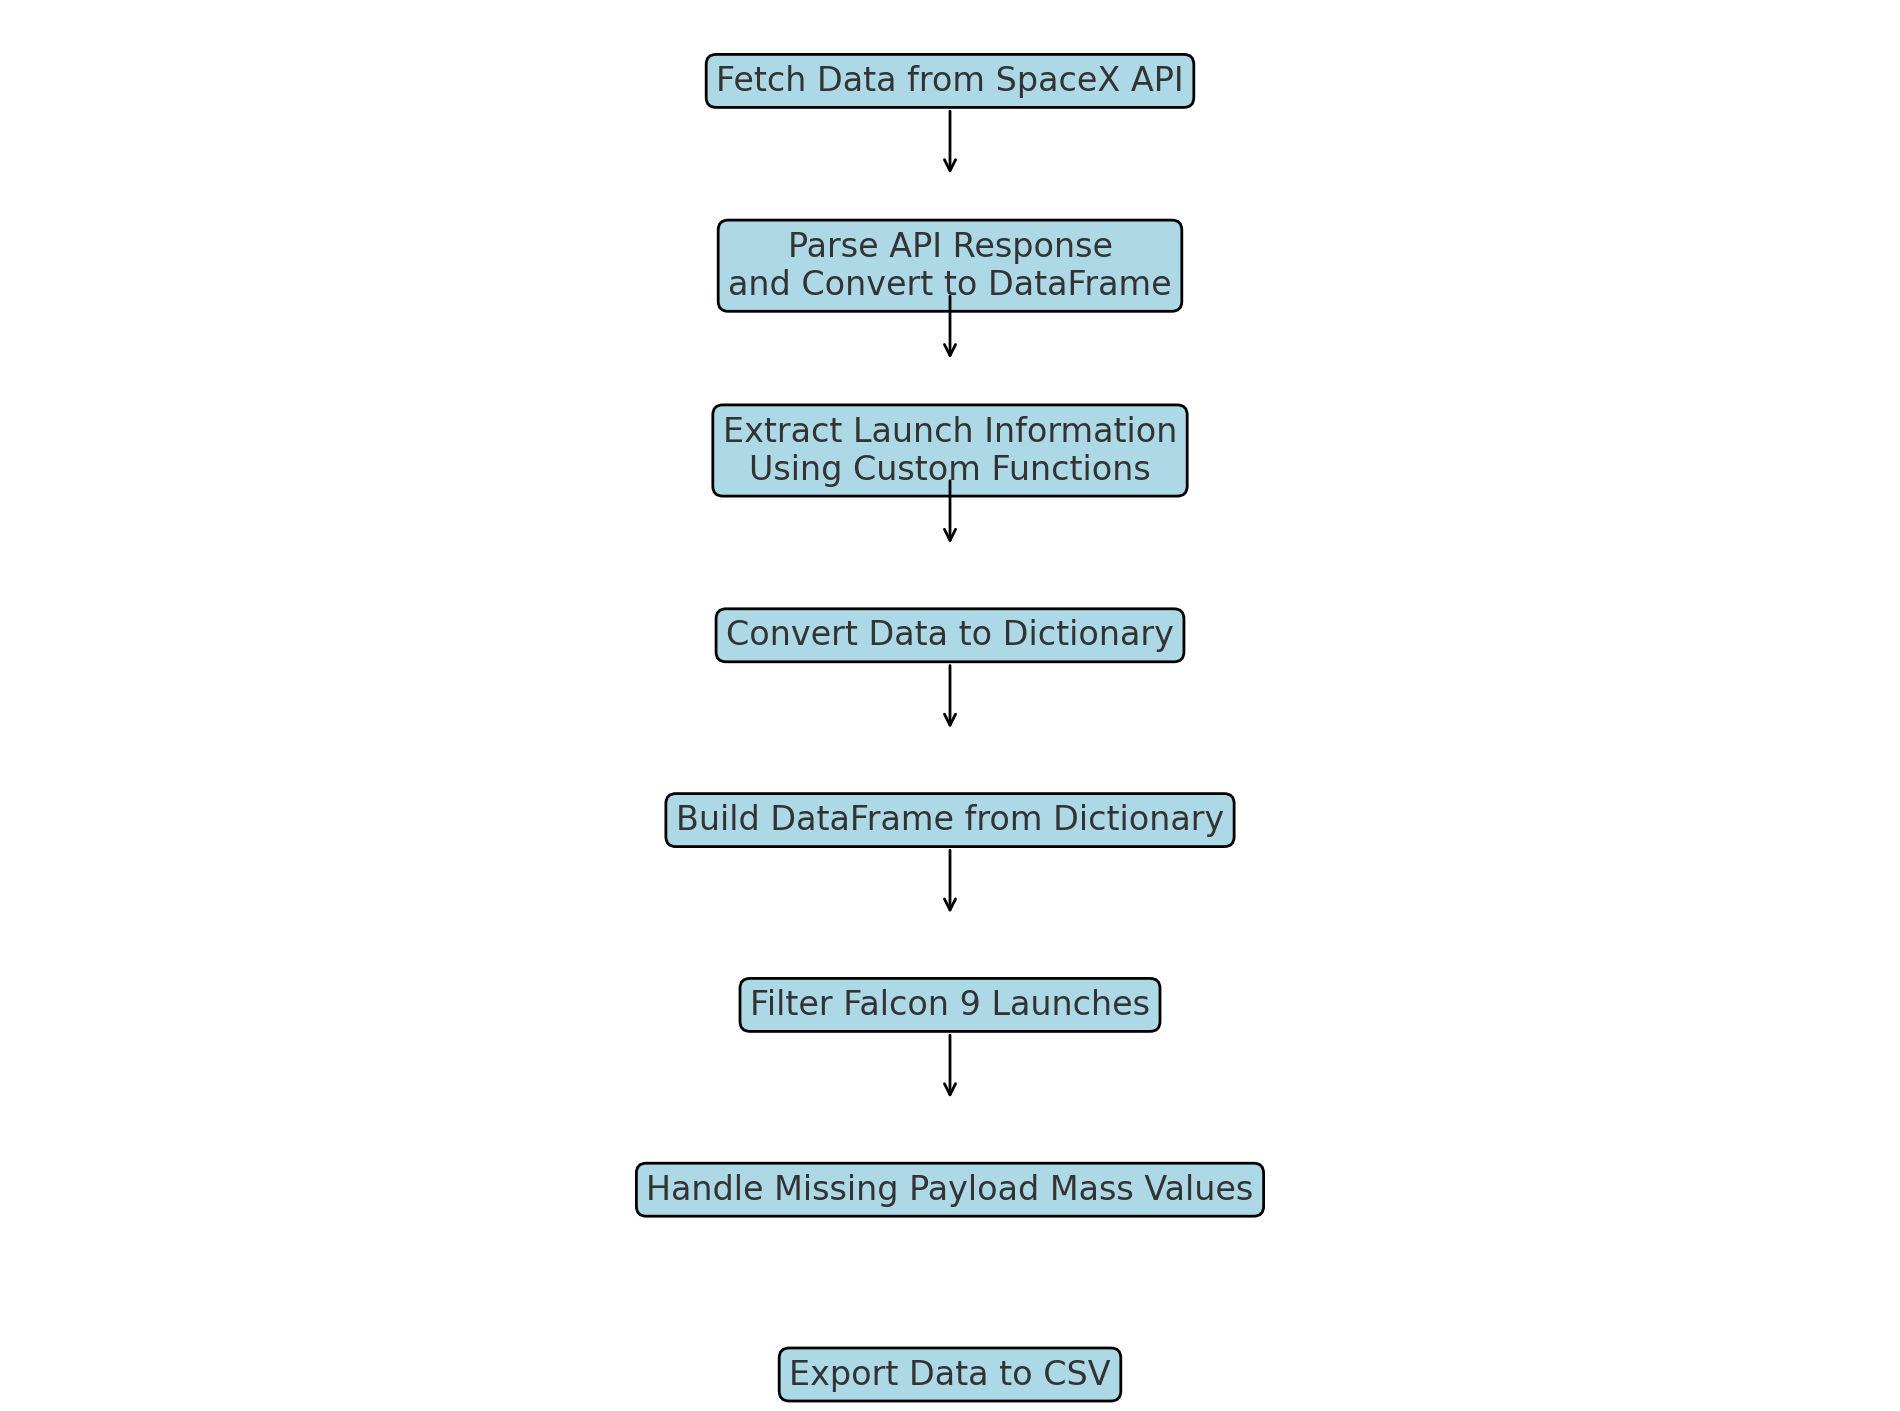 Fetch Data from SpaceX API
Parse API Response
and Convert to DataFrame
Extract Launch Information
Using Custom Functions
Convert Data to Dictionary
Build DataFrame from Dictionary
Filter Falcon 9 Launches
Handle Missing Payload Mass Values
Export Data to CSV